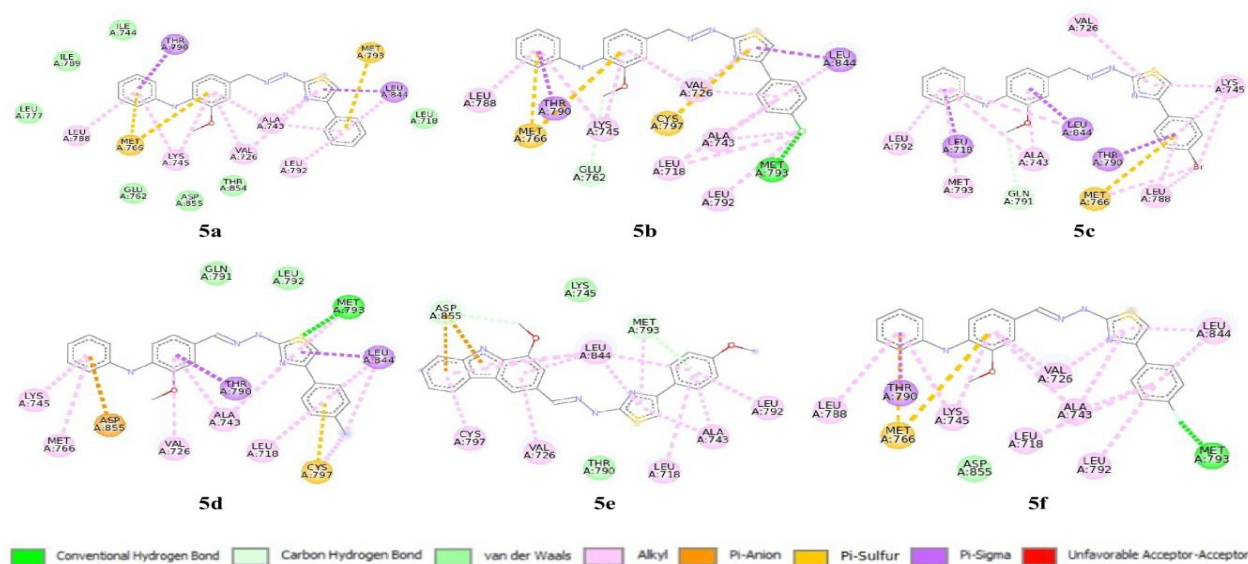 ILE
A:744
THR
A:790
ILE
A:789
MET
A:793
LEU
A:777
LEU
A:844
LEU
A:718
LEU
A:788
MET
A:766
ALA
A:743
LYS
A:745
VAL
A:726
LEU
A:792
GLU
A:762
ASP
A:855
THR
A:854
5a
LEU
A:844
LEU
A:788
THR
A:790
VAL
A:726
MET
A:766
LYS
A:745
CYS
A:797
ALA
A:743
GLU
A:762
LEU
A:718
MET
A:793
LEU
A:792
5b
VAL
A:726
LYS
A:745
LEU
A:792
LEU
A:718
LEU
A:844
ALA
A:743
THR
A:790
MET
A:793
GLN
A:791
MET
A:766
LEU
A:788
Br
5c
GLN
A:791
LEU
A:792
MET
A:793
LEU
A:844
LYS
A:745
THR
A:790
ASP
A:855
MET
A:766
VAL
A:726
ALA
A:743
LEU
A:718
CYS
A:797
5d
ASP
A:855
LYS
A:745
MET
A:793
LEU
A:844
LEU
A:792
CYS
A:797
VAL
A:726
ALA
A:743
THR
A:790
LEU
A:718
5e
LEU
A:844
THR
A:790
VAL
A:726
LEU
A:788
LYS
A:745
ALA
A:743
MET
A:766
LEU
A:718
ASP
A:855
LEU
A:792
MET
A:793
5f
Conventional Hydrogen Bond Carbon Hydrogen Bond van der Waals Alkyl Pi-Anion Pi-Sulfur Pi-Sigma Unfavorable Acceptor-Acceptor